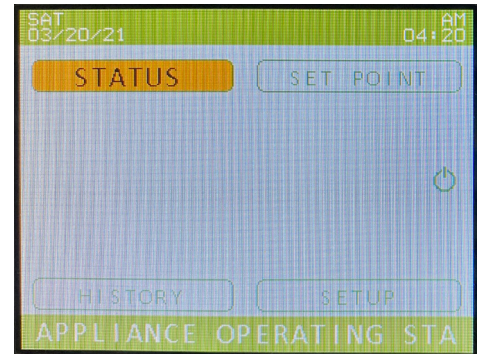 SAT AM
03/20/21 04:20
STATUS SET POINT
HISTORY SETUP
APPLIANCE OPERATING STA